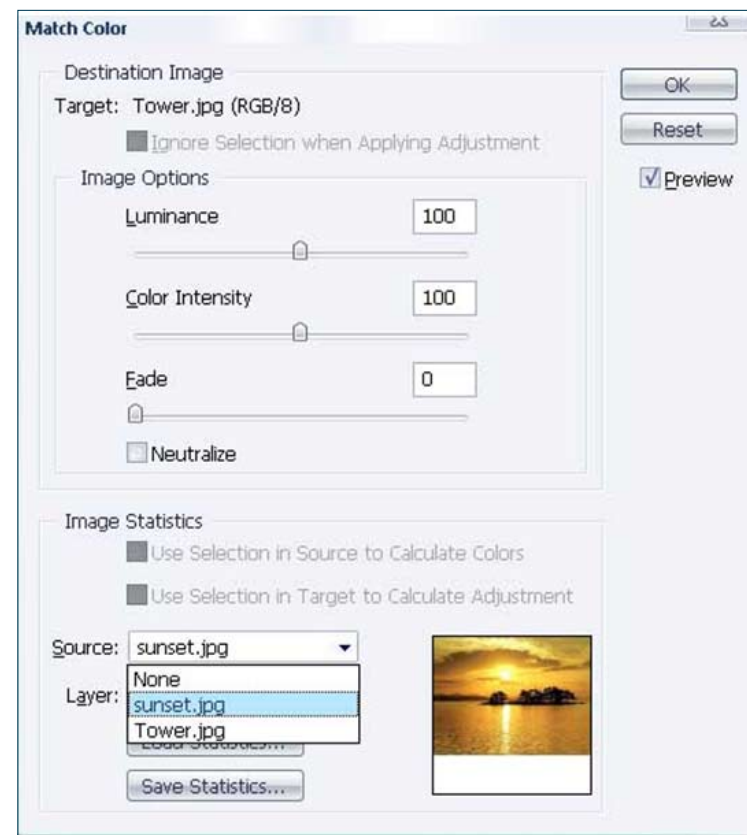 Match Color
Destination Image
Target: Tower.jpg (RGB/8)
Ignore Selection when Applying Adjustment
Image Options
Luminance 100
Color Intensity 100
Fade 0
Neutralize
OK
Reset
Preview
Image Statistics
Use Selection in Source to Calculate Colors
Use Selection in Target to Calculate Adjustment
Source: sunset.jpg
None
Layer: sunset.jpg
Tower.jpg
Load Statistics...
Save Statistics...